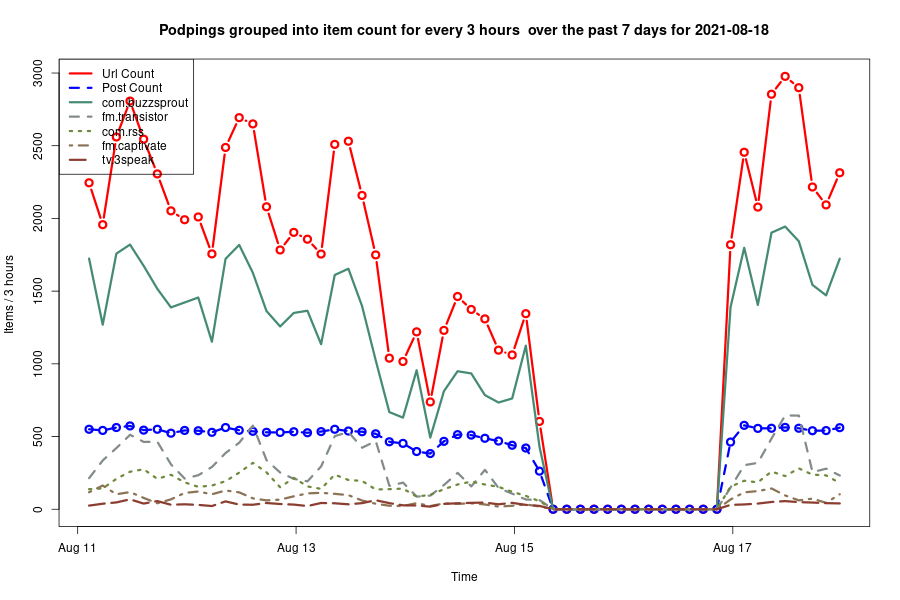 Podpings grouped into item count for every 3 hours  over the past 7 days for 2021-08-18
Url Count
Post Count
com.buzzsprout
fm.transistor
com.rss
fm.captivate
tv.3speak
Items / 3 hours
3000
2500
2000
1500
1000
500
0
Aug 11
Aug 13
Aug 15
Aug 17
Time